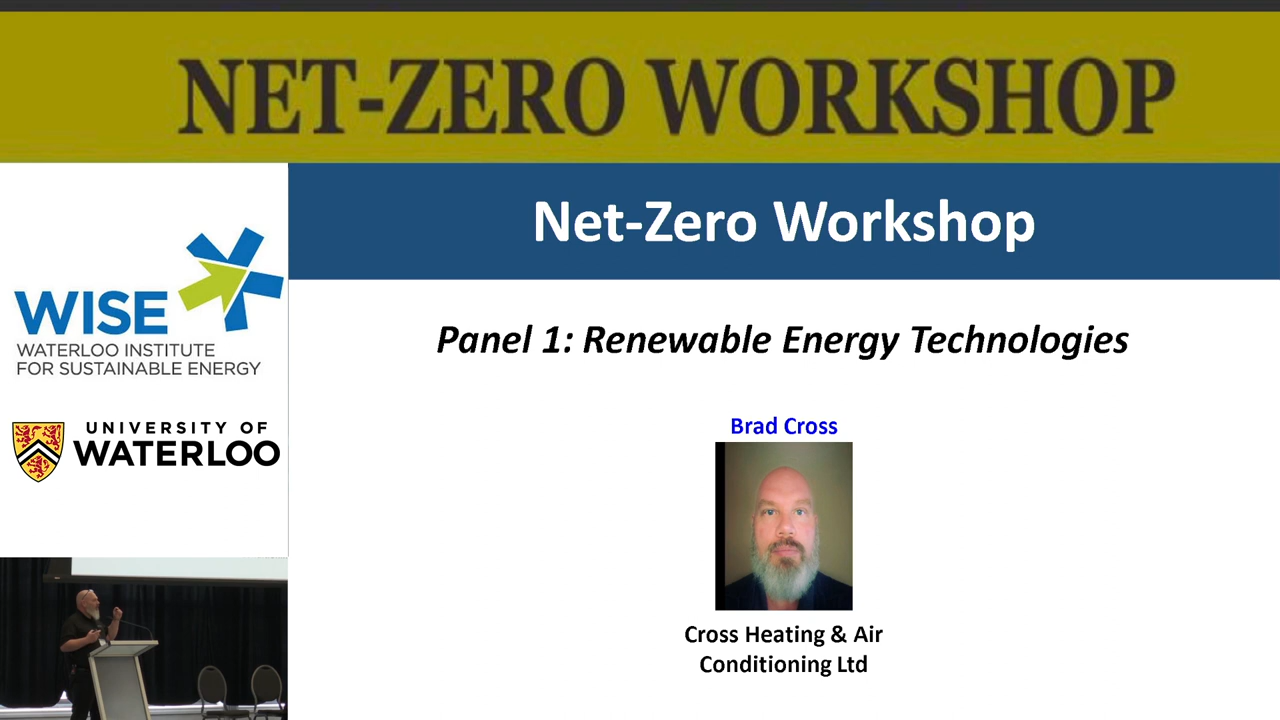 NET-ZERO WORKSHOP
Net-Zero Workshop
WISE
WATERLOO INSTITUTE
FOR SUSTAINABLE ENERGY
UNIVERSITY OF
WATERLOO
Panel 1: Renewable Energy Technologies
Brad Cross
Cross Heating & Air
Conditioning Ltd